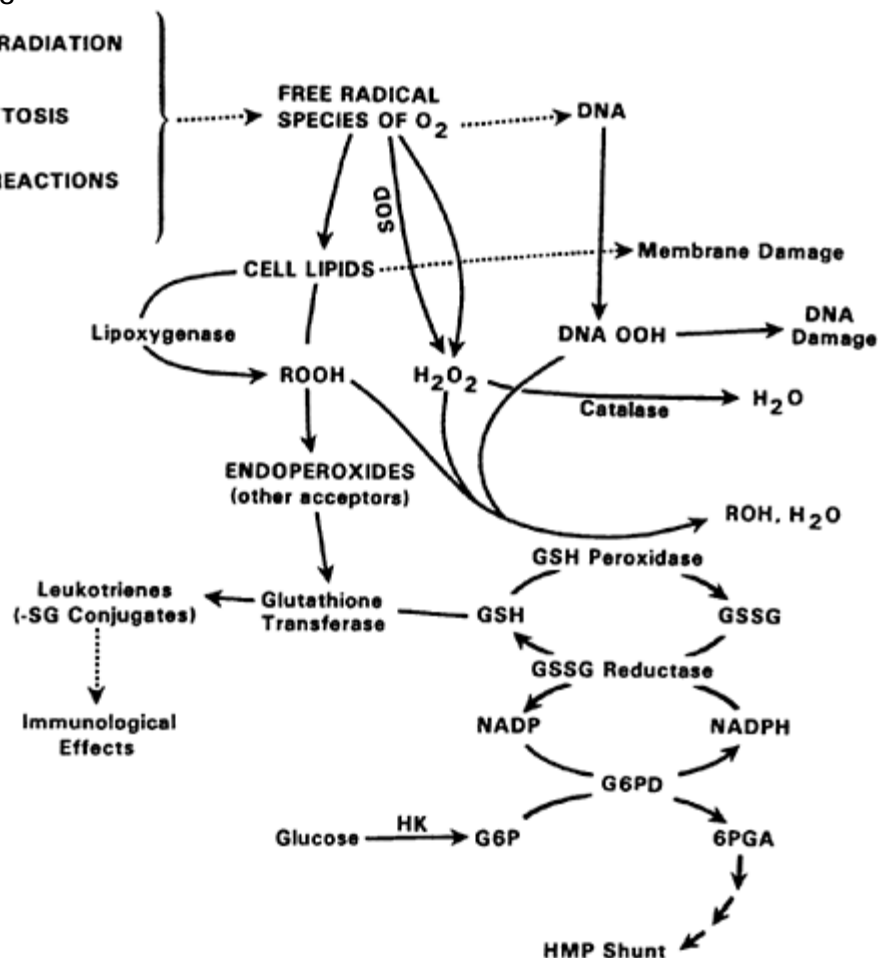 RADIATION
TOSIS
REACTIONS
FREE RADICAL
SPECIES OF O2
DNA
SOD
CELL LIPIDS
Membrane Damage
Lipoxygenase
DNA OOH
DNA
Damage
ROOH
H2O2
Catalase
H2O
ENDOPEROXIDES
(other acceptors)
ROH, H2O
GSH Peroxidase
Leukotrienes
(-SG Conjugates)
Glutathione
Transferase
GSH
GSSG
GSSG Reductase
Immunological
Effects
NADP
NADPH
G6PD
Glucose
HK
G6P
6PGA
HMP Shunt